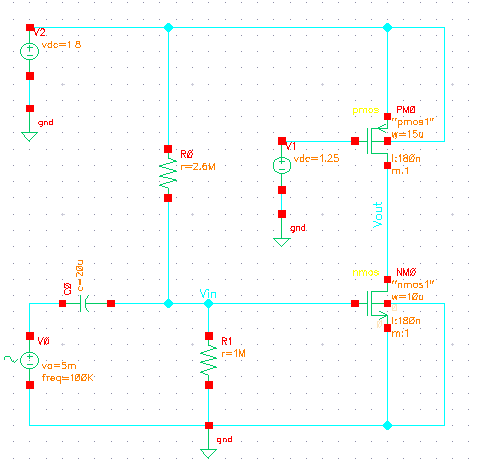 V2
vdc=1.8
gnd
R0
r=2.6M
V1
vdc=1.25
gnd
pmos
PM0
"pmos1"
w=15u
l:180n
m:1
Vout
nmos
NM0
"nmos1"
w=10u
l:180n
m:1
C0
c=20u
Vin
V0
va=5m
freq=100K
R1
r=1M
gnd